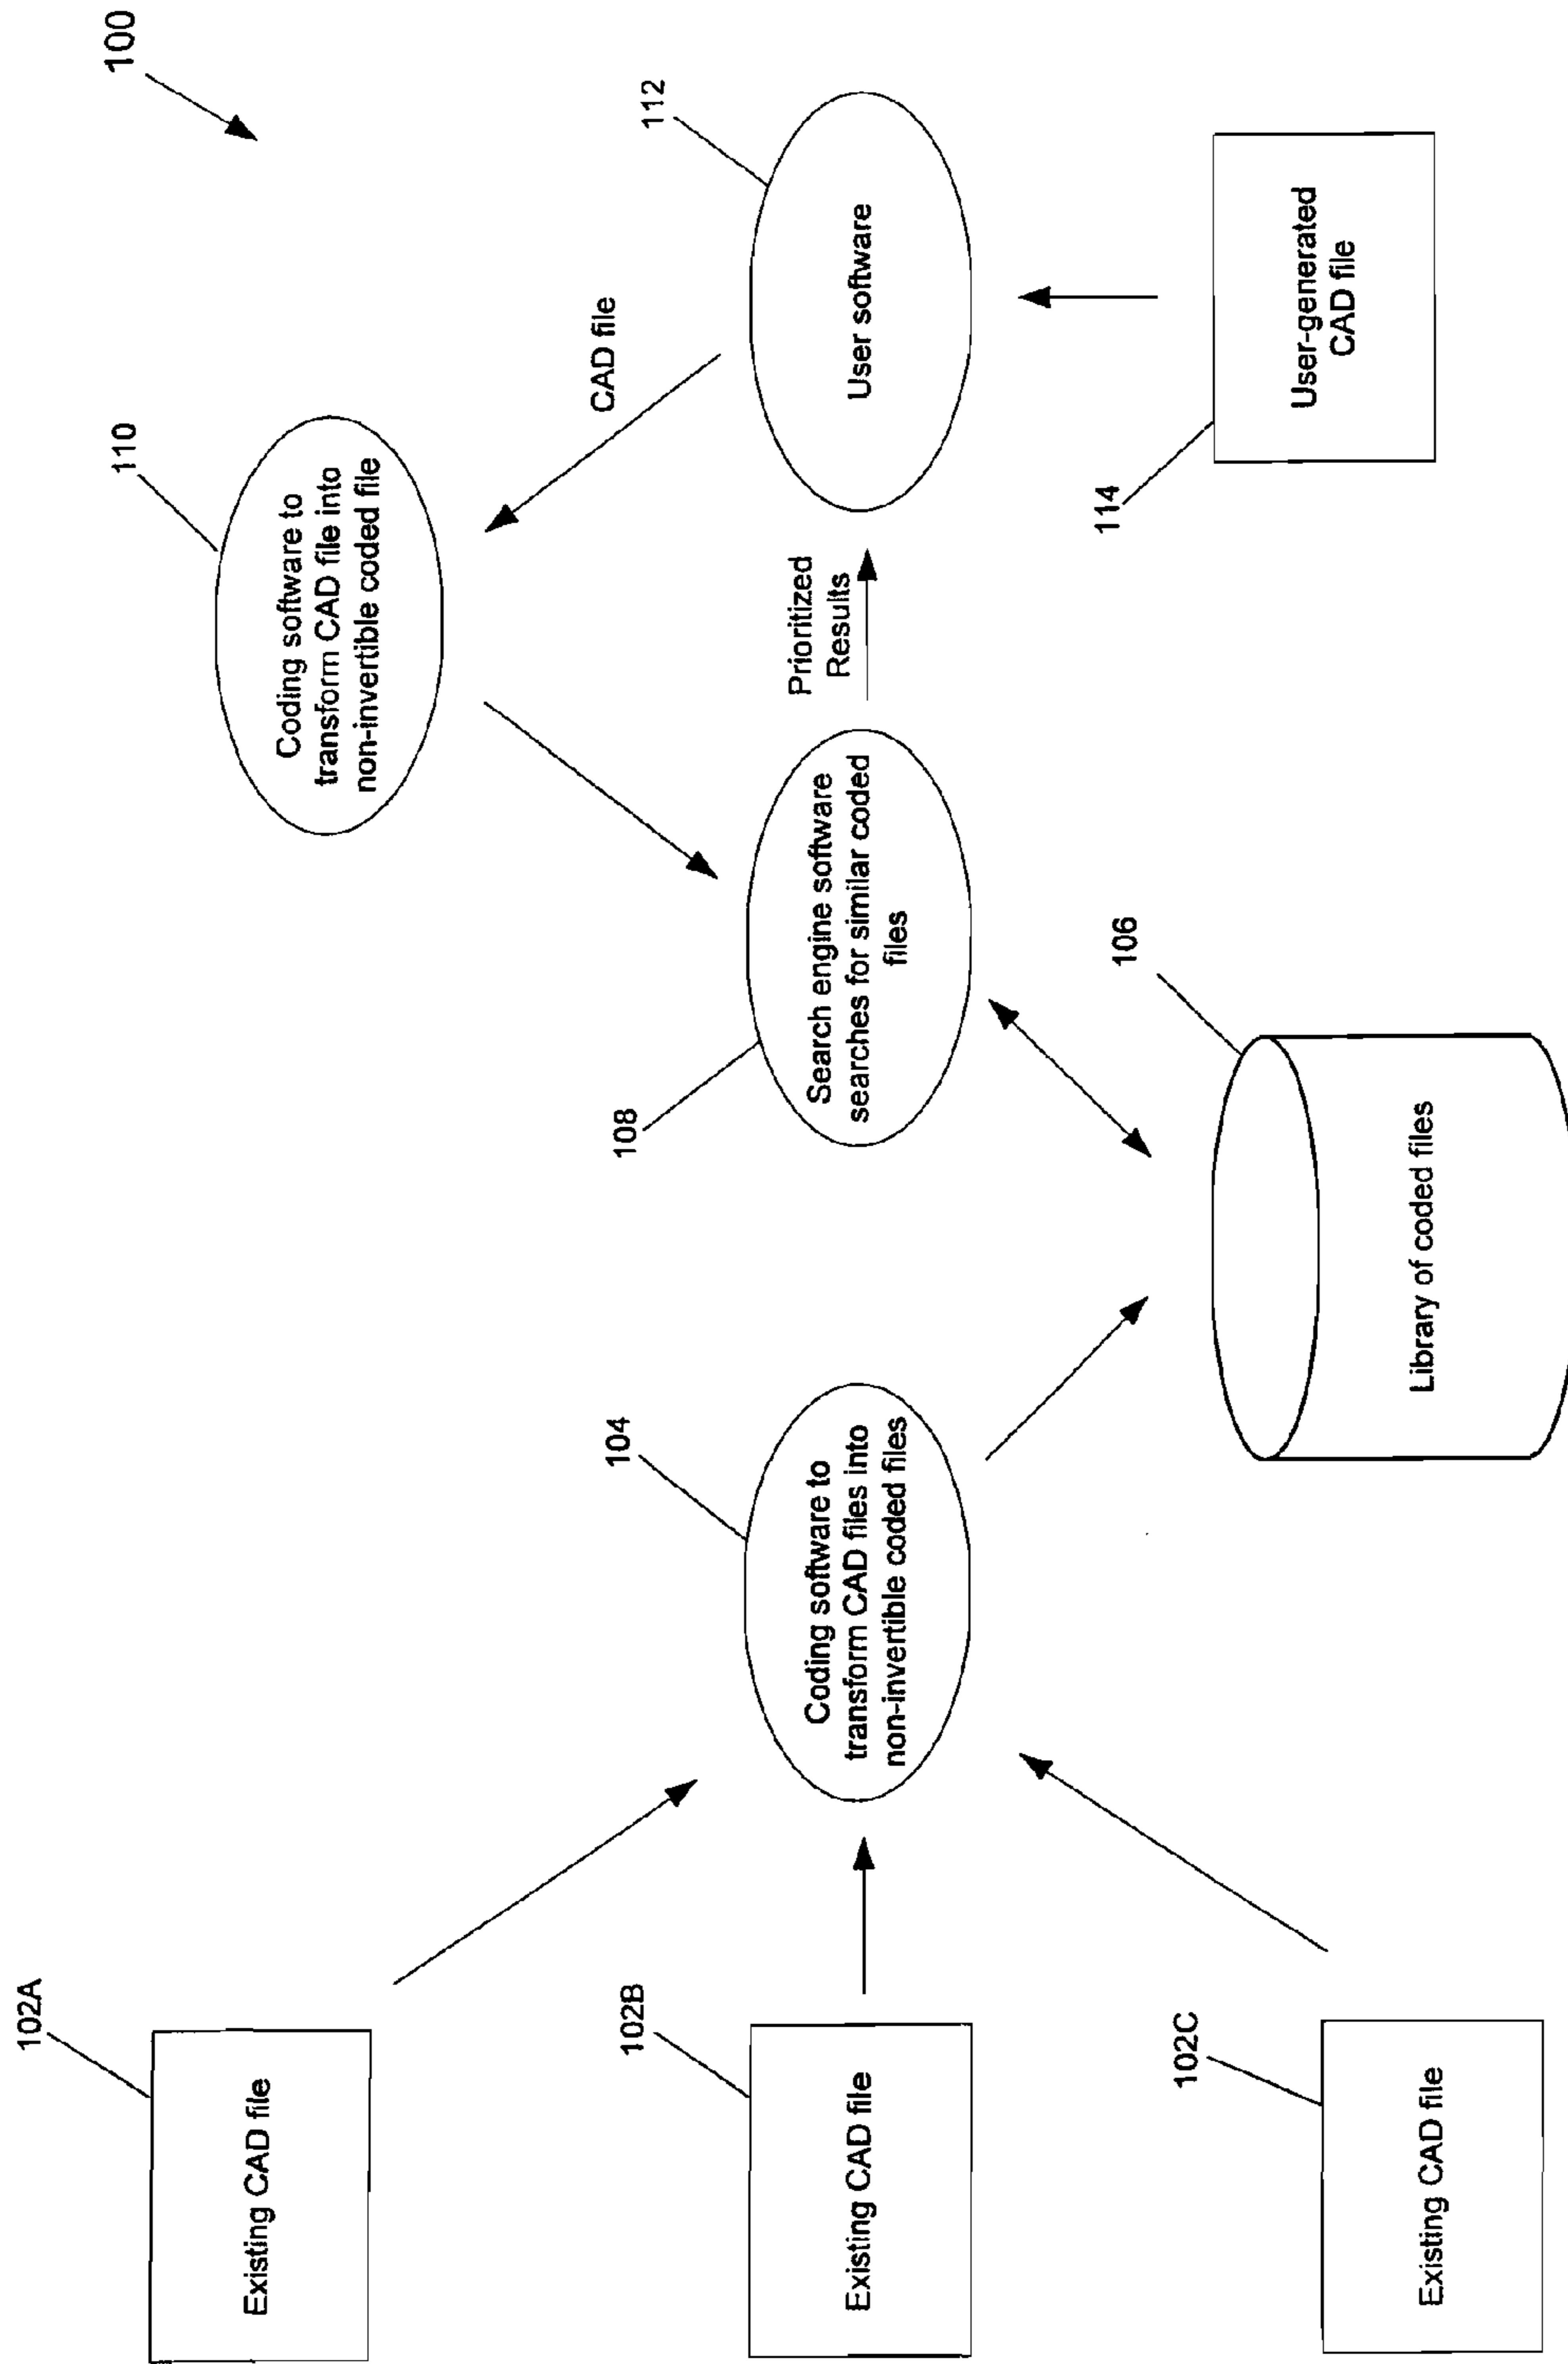 100
102A
Existing CAD file
102B
Existing CAD file
102C
Existing CAD file
104
Coding software to
transform CAD files into
non-invertible coded files
106
Library of coded files
108
Search engine software
searches for similar coded
files
110
Coding software to
transform CAD file into
non-invertible coded file
CAD file
Prioritized
Results
112
User software
114
User-generated
CAD file